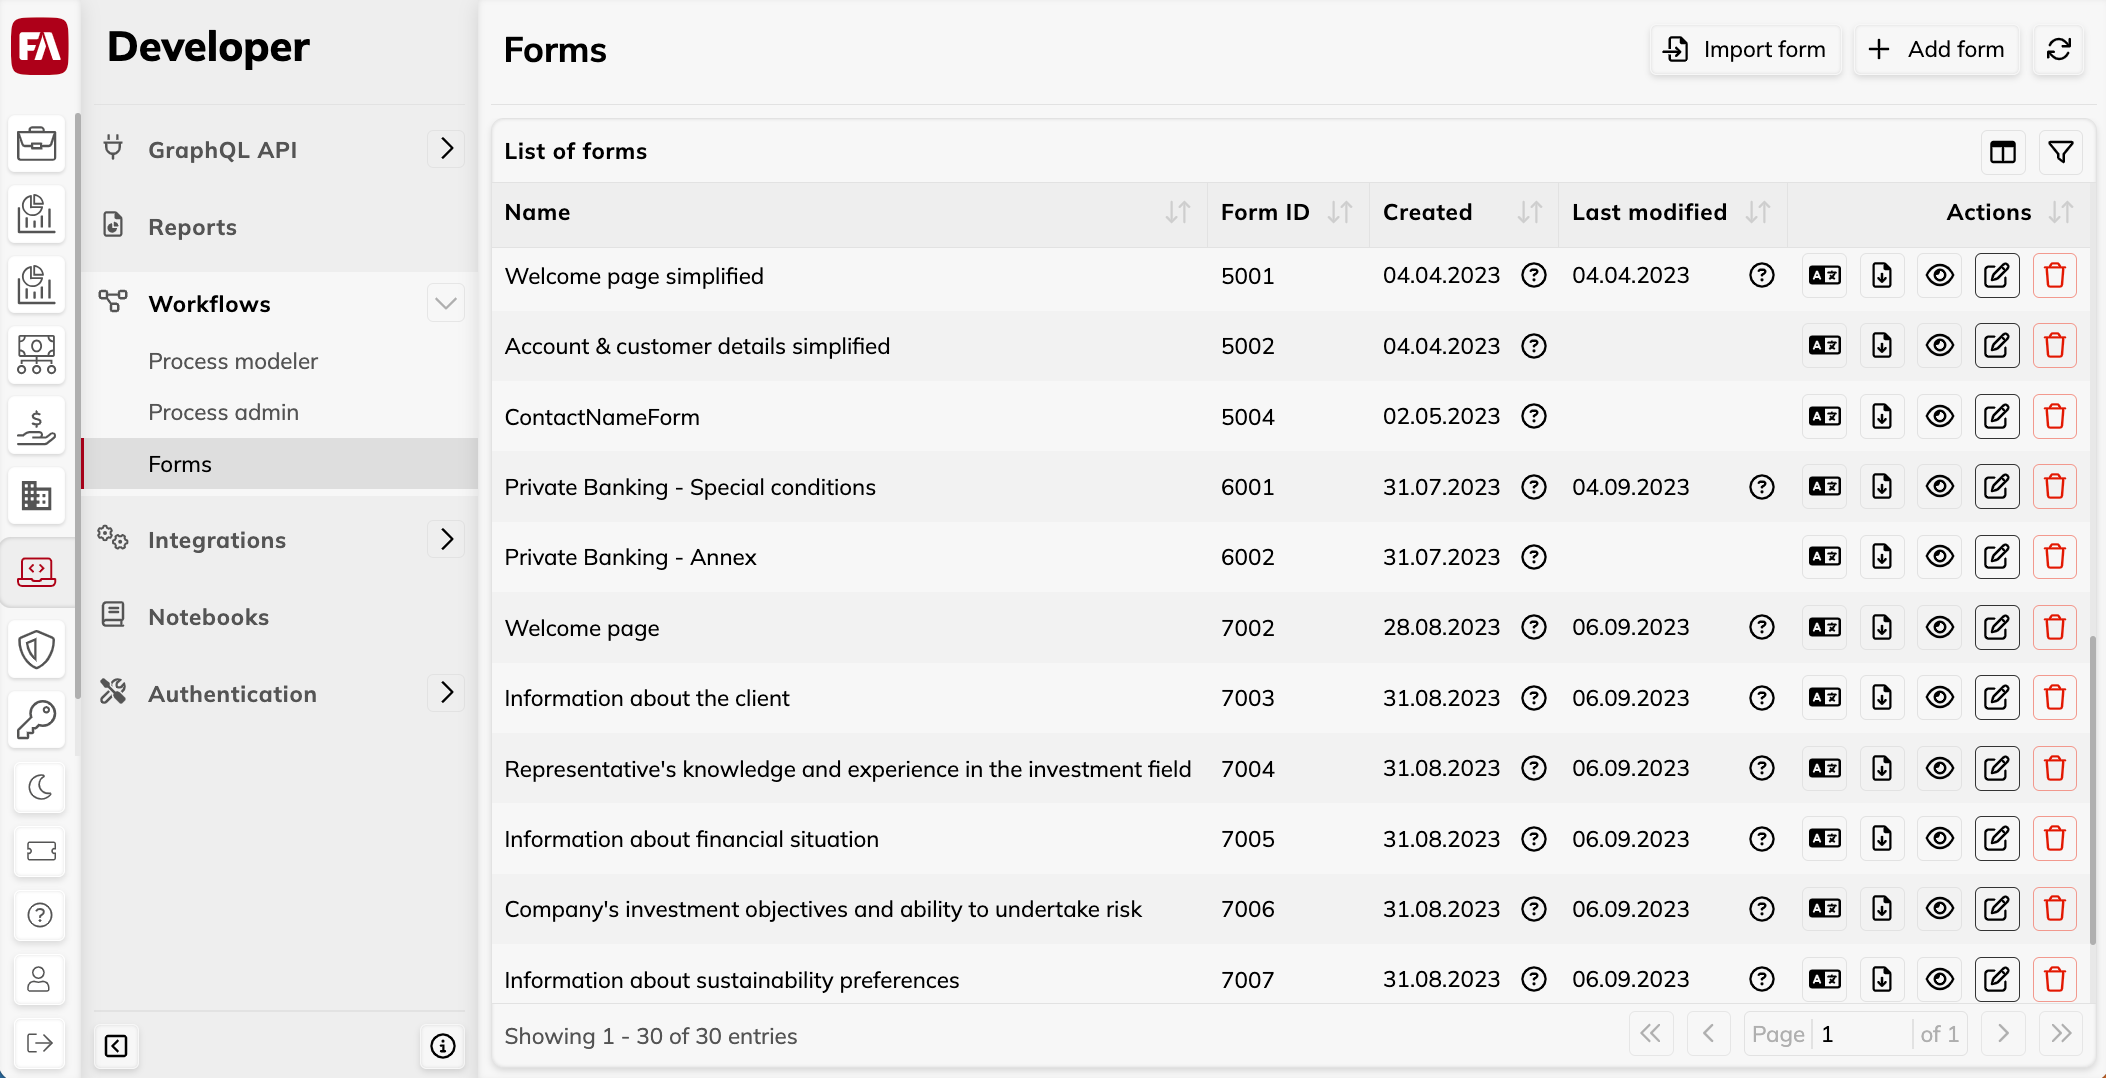 FA
Developer
GraphQL API
Reports
Workflows
Process modeler
Process admin
Forms
Integrations
Notebooks
Authentication
Forms
Import form
Add form
List of forms
Name Form ID Created Last modified Actions
Welcome page simplified 5001 04.04.2023 04.04.2023
Account & customer details simplified 5002 04.04.2023
ContactNameForm 5004 02.05.2023
Private Banking - Special conditions 6001 31.07.2023 04.09.2023
Private Banking - Annex 6002 31.07.2023
Welcome page 7002 28.08.2023 06.09.2023
Information about the client 7003 31.08.2023 06.09.2023
Representative's knowledge and experience in the investment field 7004 31.08.2023 06.09.2023
Information about financial situation 7005 31.08.2023 06.09.2023
Company's investment objectives and ability to undertake risk 7006 31.08.2023 06.09.2023
Information about sustainability preferences 7007 31.08.2023 06.09.2023
Showing 1 - 30 of 30 entries
Page 1 of 1